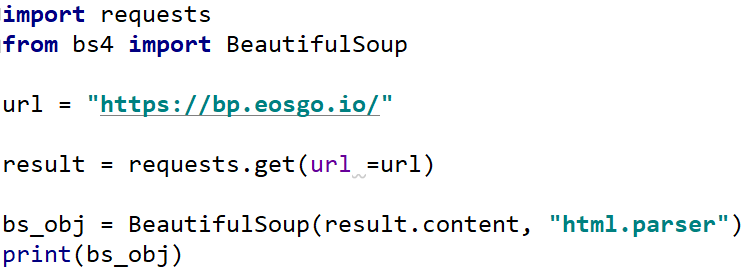 import requests
from bs4 import BeautifulSoup
url = "https://bp.eosgo.io/"
result = requests.get(url =url)
bs_obj = BeautifulSoup(result.content, "html.parser")
print(bs_obj)